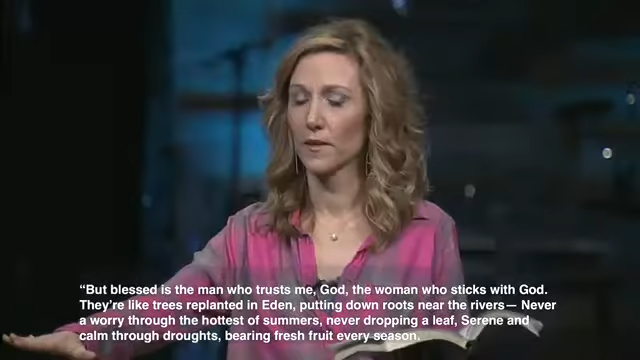 “But blessed is the man who trusts me, God, the woman who sticks with God.
They’re like trees replanted in Eden, putting down roots near the rivers— Never
a worry through the hottest of summers, never dropping a leaf, Serene and
calm through droughts, bearing fresh fruit every season.